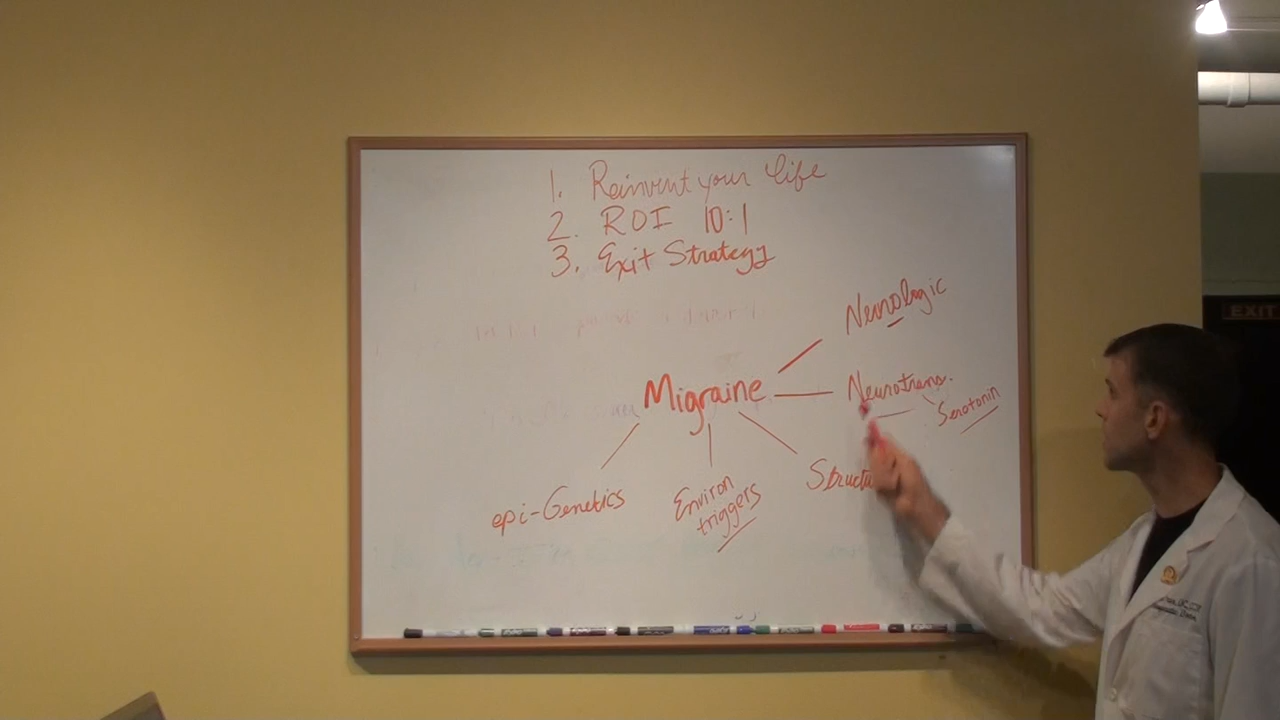 1. Reinvent your life
2. ROI 10:1
3. Exit Strategy
Neurologic
Migraine
Neurotrans.
Serotonin
Structu
epi-Genetics
Environ
triggers
EXIT